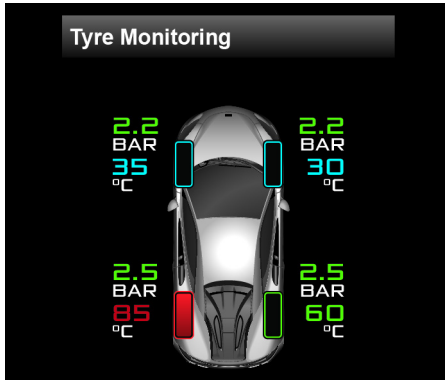 Tyre Monitoring
2.2 2.2
BAR BAR
35 30
°C °C
2.5 2.5
BAR BAR
85 60
°C °C